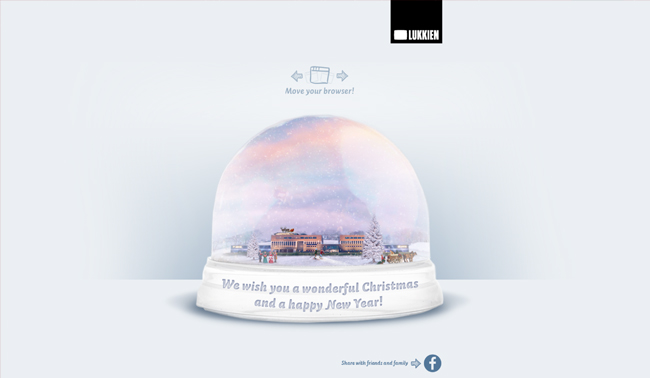 LUKKIEN
Move your browser!
We wish you a wonderful Christmas
and a happy New Year!
Share with friends and family
f